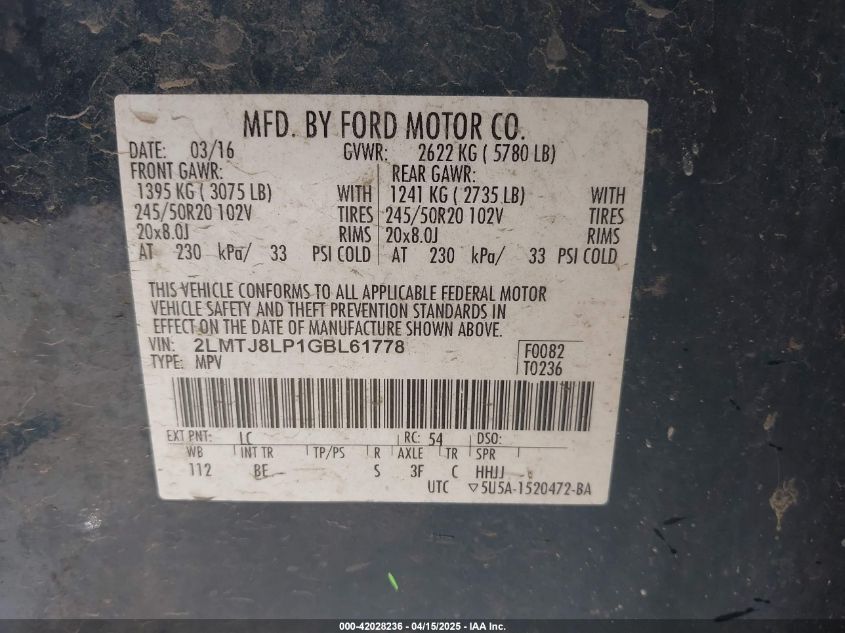 MFD. BY FORD MOTOR CO.
DATE: 03/16 GVWR: 2622 KG ( 5780 LB)
FRONT GAWR: REAR GAWR:
1395 KG ( 3075 LB) WITH 1241 KG ( 2735 LB) WITH
245/50R20 102V TIRES 245/50R20 102V TIRES
20x8.0J RIMS 20x8.0J RIMS
AT 230 kPa/ 33 PSI COLD AT 230 kPa/ 33 PSI COLD
THIS VEHICLE CONFORMS TO ALL APPLICABLE FEDERAL MOTOR
VEHICLE SAFETY AND THEFT PREVENTION STANDARDS IN
EFFECT ON THE DATE OF MANUFACTURE SHOWN ABOVE.
VIN: 2LMTJ8LP1GBL61778 F0082
TYPE: MPV T0236
EXT PNT: LC RC: 54 DSO:
WB INT TR TP/PS R AXLE TR SPR
112 BE S 3F C HHJJ
UTC ▽5U5A-1520472-BA
000-42028236 - 04/15/2025 - IAA Inc.